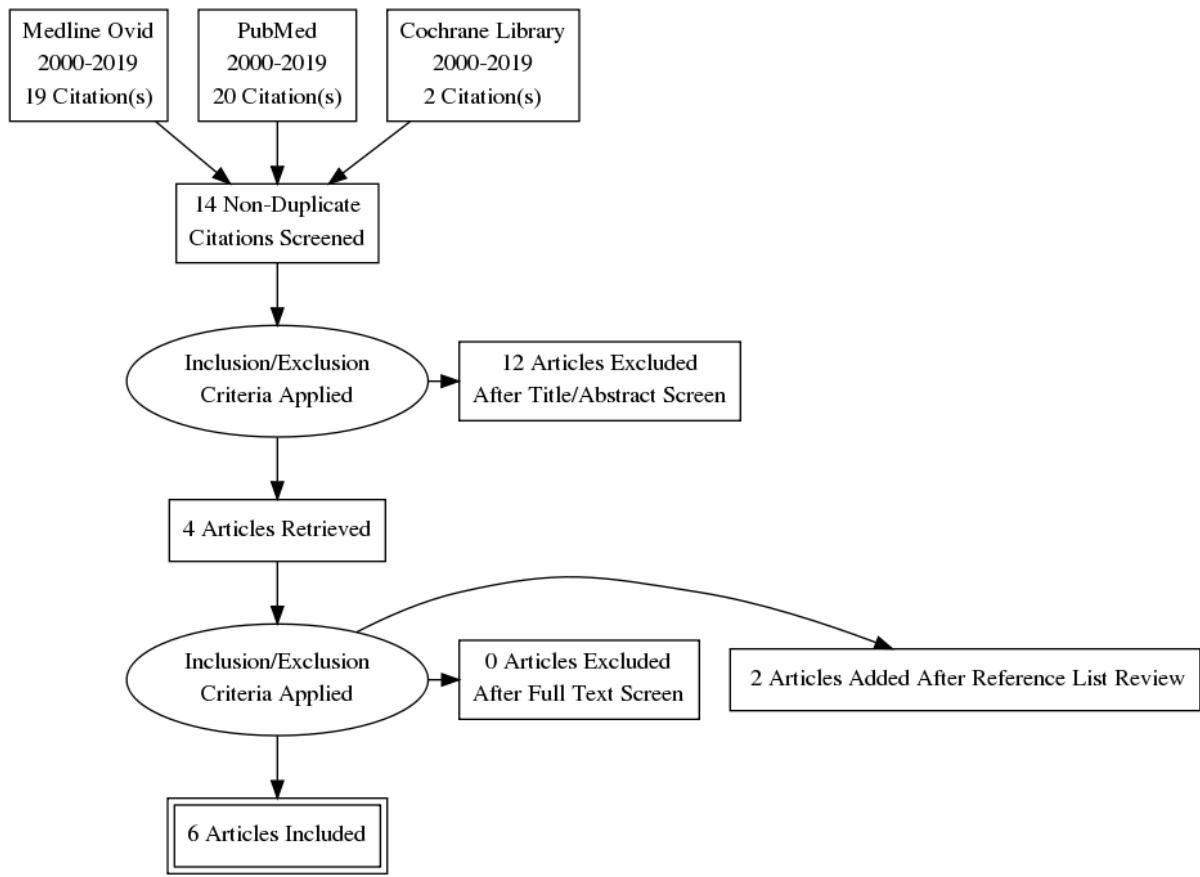 Medline Ovid
2000-2019
19 Citation(s)
PubMed
2000-2019
20 Citation(s)
Cochrane Library
2000-2019
2 Citation(s)
14 Non-Duplicate
Citations Screened
Inclusion/Exclusion
Criteria Applied
12 Articles Excluded
After Title/Abstract Screen
4 Articles Retrieved
Inclusion/Exclusion
Criteria Applied
0 Articles Excluded
After Full Text Screen
2 Articles Added After Reference List Review
6 Articles Included